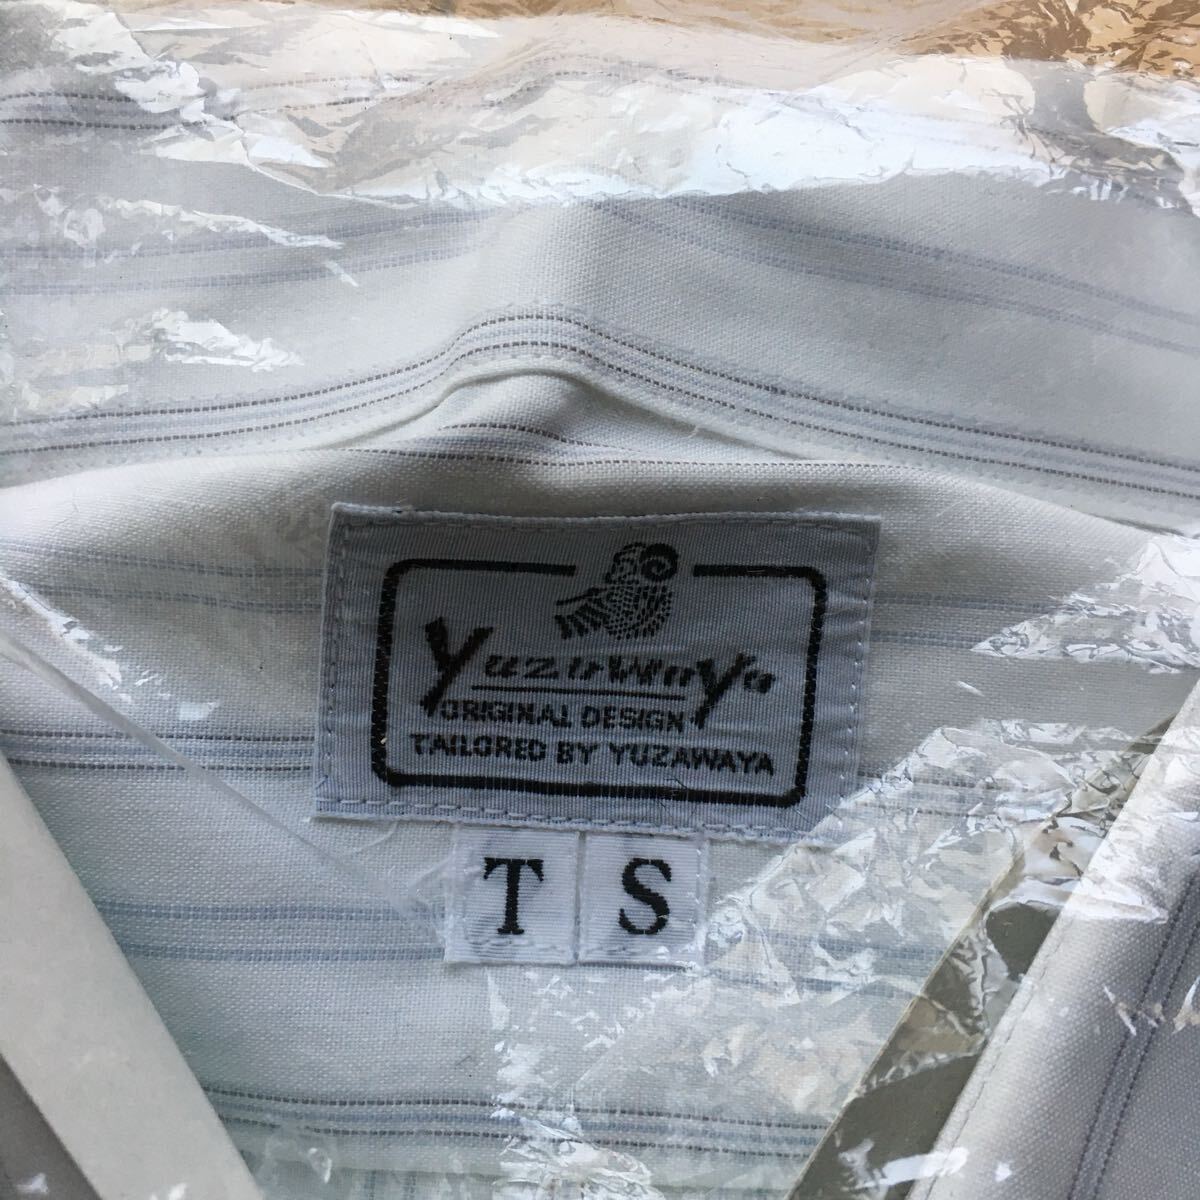 yuzawaya
ORIGINAL DESIGN
TAILORED BY YUZAWAYA
T S